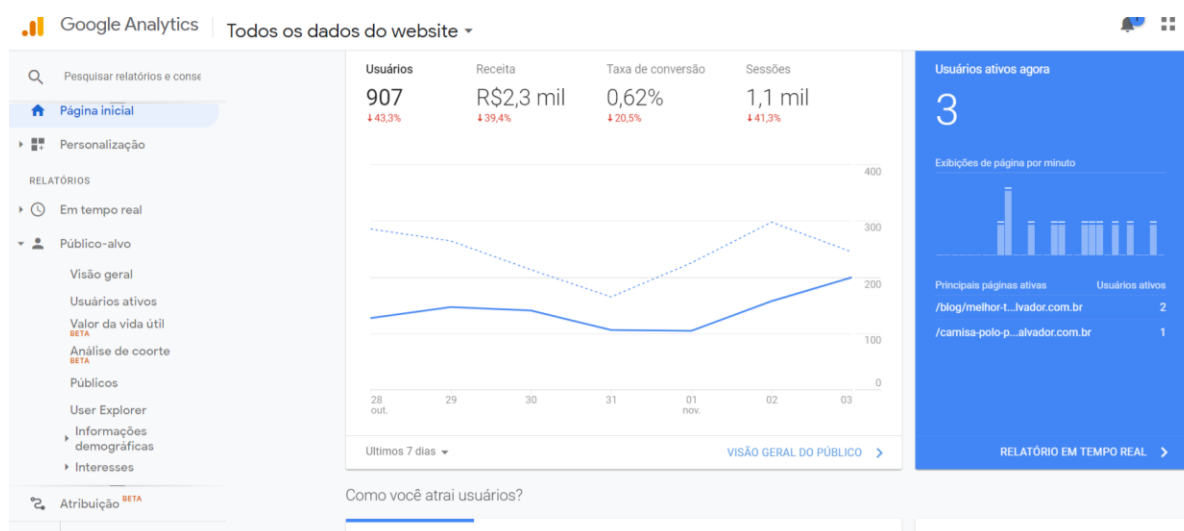 Google Analytics
Todos os dados do website
Pesquisar relatórios e conse
Página inicial
Personalização
RELATÓRIOS
Em tempo real
Público-alvo
Visão geral
Usuários ativos
Valor da vida útil
BETA
Análise de coorte
BETA
Públicos
User Explorer
Informações
demográficas
Interesses
Atribuição BETA
Usuários Receita Taxa de conversão Sessões
907 R$2,3 mil 0,62% 1,1 mil
↓43,3% ↓39,4% ↓20,5% ↓41,3%
400
300
200
100
0
28 29 30 31 01 02 03
out. nov.
Ultimos 7 dias VISÃO GERAL DO PÚBLICO
Como você atrai usuários?
Usuários ativos agora
3
Exibições de página por minuto
Principais páginas ativas Usuários ativos
/blog/melhor-t...lvador.com.br 2
/camisa-polo-p...alvador.com.br 1
RELATÓRIO EM TEMPO REAL